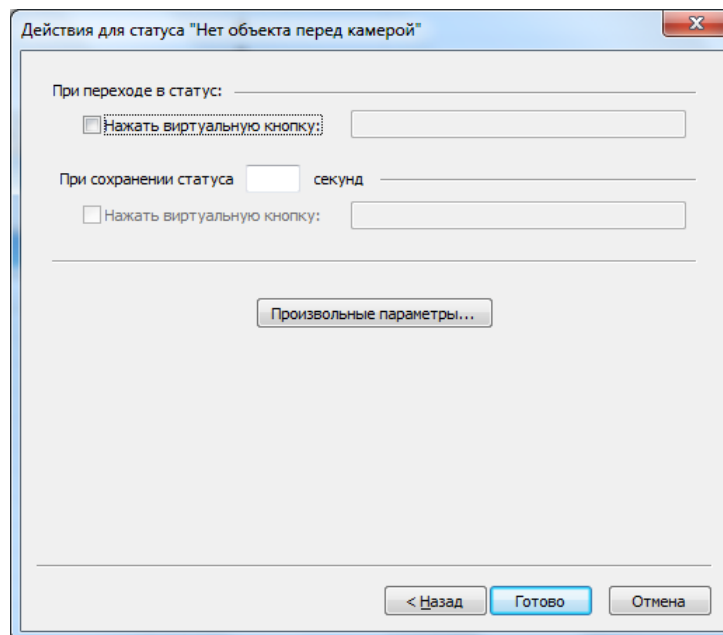 Действия для статуса "Нет объекта перед камерой"
При переходе в статус:
Нажать виртуальную кнопку:
При сохранении статуса секунд
Нажать виртуальную кнопку:
Произвольные параметры...
< Назад Готово Отмена